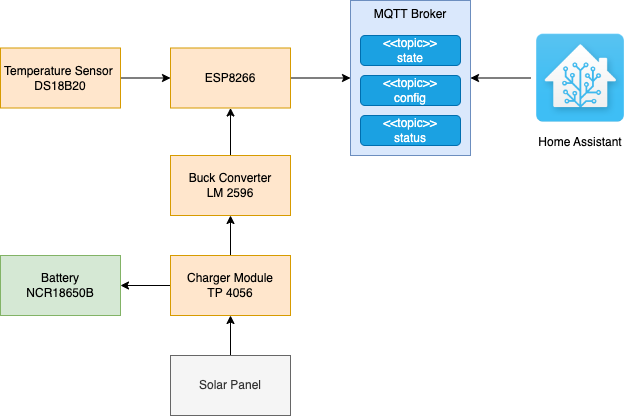 MQTT Broker
Temperature Sensor
DS18B20
ESP8266
<<topic>>
state
<<topic>>
config
<<topic>>
status
Home Assistant
Buck Converter
LM 2596
Battery
NCR18650B
Charger Module
TP 4056
Solar Panel